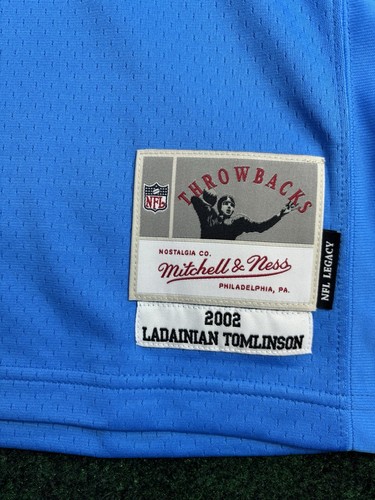 THROWBACKS
NFL
NOSTALGIA CO.
Mitchell & Ness
PHILADELPHIA, PA.
NFL LEGACY
2002
LADAINIAN TOMLINSON